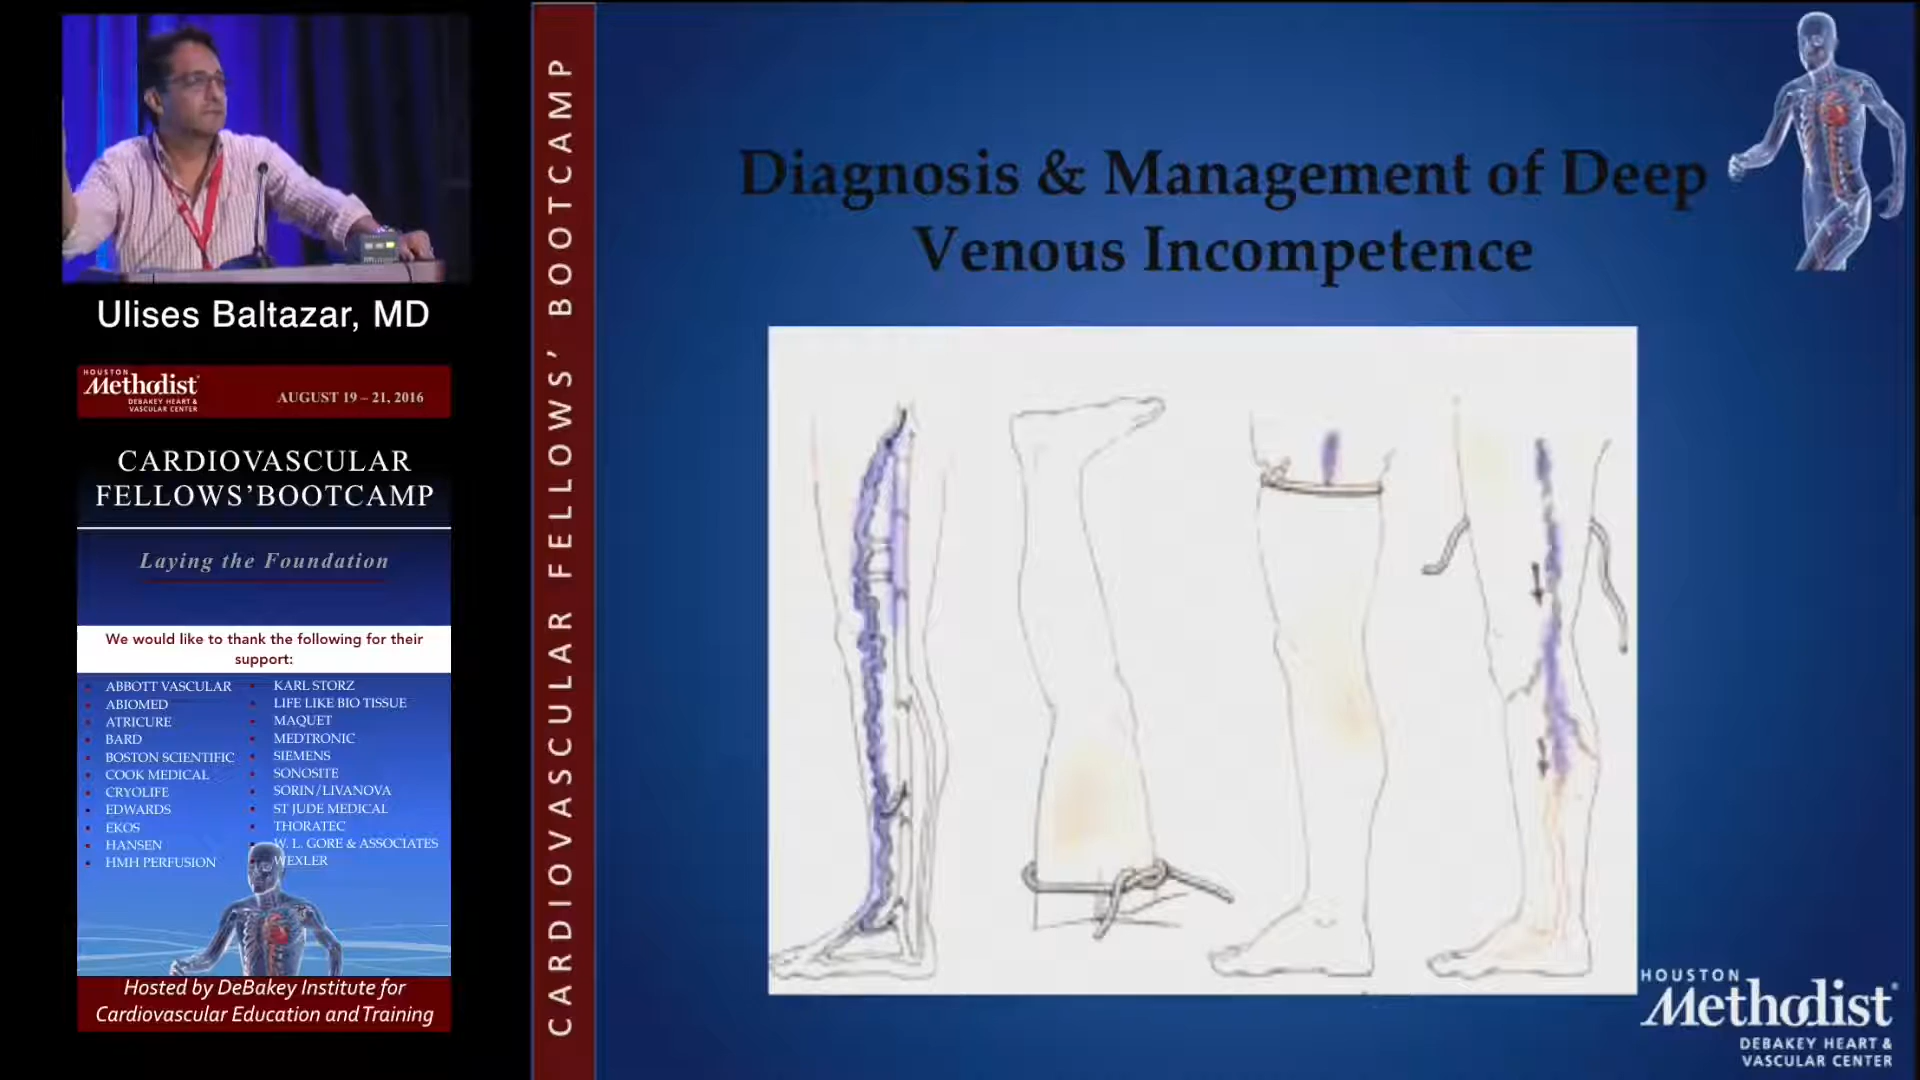 Ulises Baltazar, MD
HOUSTON
Methodist
DEBAKEY HEART &
VASCULAR CENTER
AUGUST 19 – 21, 2016
CARDIOVASCULAR
FELLOWS'BOOTCAMP
Laying the Foundation
We would like to thank the following for their
support:
ABBOTT VASCULAR
ABIOMED
ATRICURE
BARD
BOSTON SCIENTIFIC
COOK MEDICAL
CRYOLIFE
EDWARDS
EKOS
HANSEN
HMH PERFUSION
KARL STORZ
LIFE LIKE BIO TISSUE
MAQUET
MEDTRONIC
SIEMENS
SONOSITE
SORIN/LIVANOVA
ST JUDE MEDICAL
THORATEC
W. L. GORE & ASSOCIATES
WEXLER
Hosted by DeBakey Institute for
Cardiovascular Education and Training
CARDIOVASCULAR FELLOWS' BOOTCAMP
Diagnosis & Management of Deep
Venous Incompetence
HOUSTON
Methodist
DEBAKEY HEART &
VASCULAR CENTER